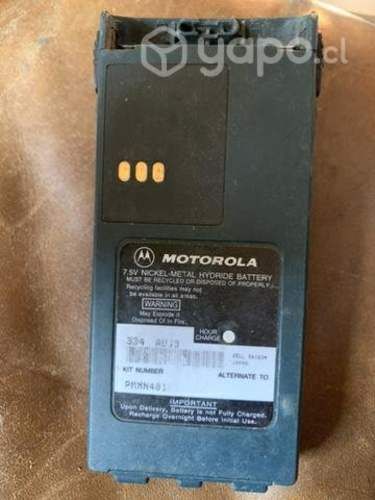 yapo.cl
MOTOROLA
7.5V NICKEL-METAL HYDRIDE BATTERY
MUST BE RECYCLED OR DISPOSED OF PROPERLY.
Recycling facilities may not
be available in all areas.
WARNING
May Explode if
Disposed Of In Fire.
HOUR
CHARGE
KIT NUMBER
ALTERNATE TO
IMPORTANT
Upon Delivery, Battery is not Fully Charged.
Recharge Overnight Before Initial Use.